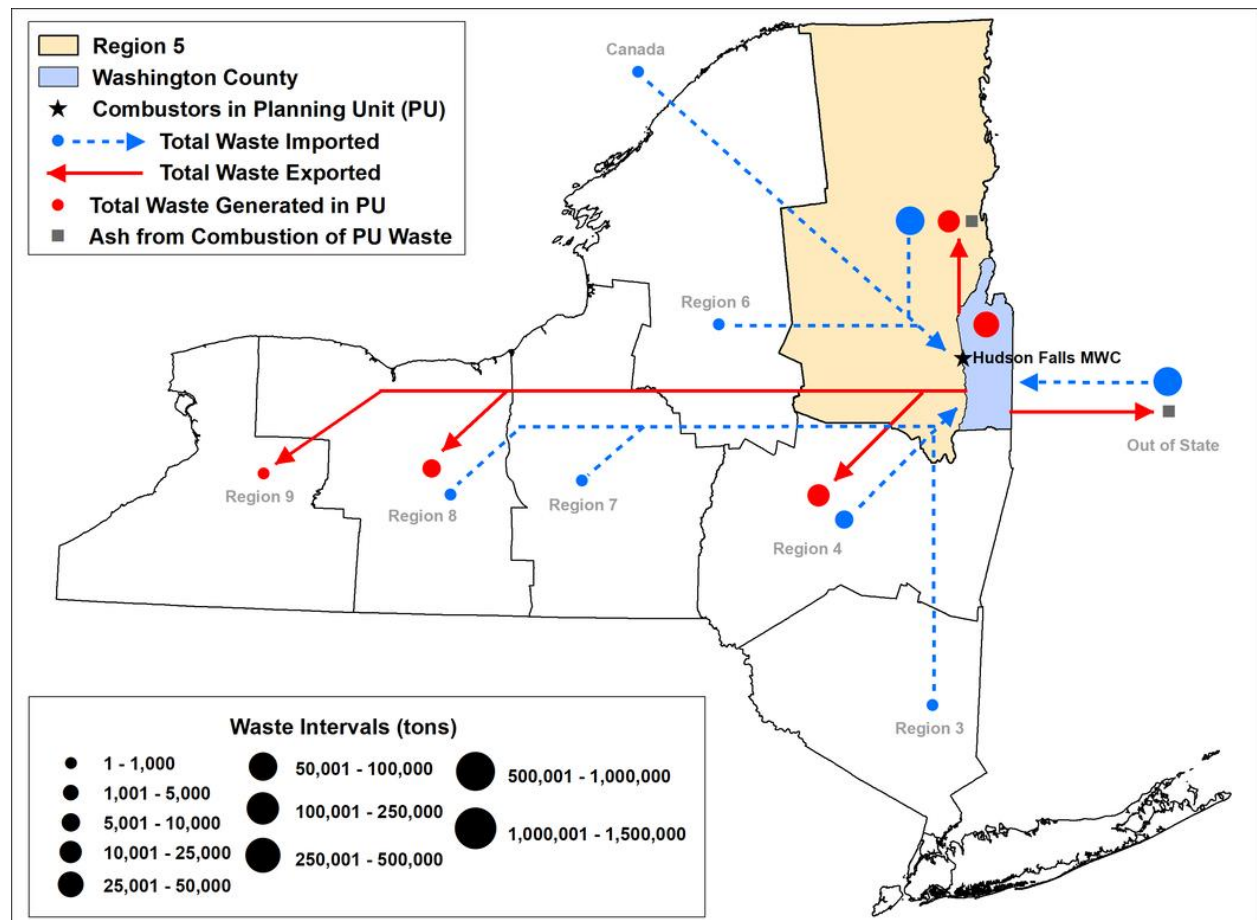 Region 5
Washington County
Combustors in Planning Unit (PU)
Total Waste Imported
Total Waste Exported
Total Waste Generated in PU
Ash from Combustion of PU Waste
Canada
Region 6
Hudson Falls MWC
Out of State
Region 9
Region 8
Region 7
Region 4
Region 3
Waste Intervals (tons)
1 - 1,000
1,001 - 5,000
5,001 - 10,000
10,001 - 25,000
25,001 - 50,000
50,001 - 100,000
100,001 - 250,000
250,001 - 500,000
500,001 - 1,000,000
1,000,001 - 1,500,000